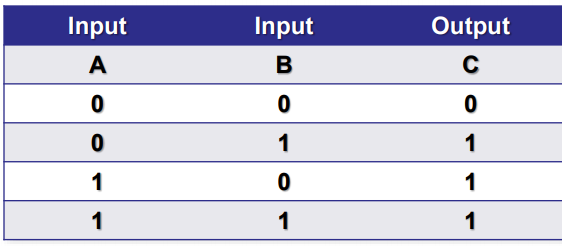 Input Input Output
A B C
0 0 0
0 1 1
1 0 1
1 1 1